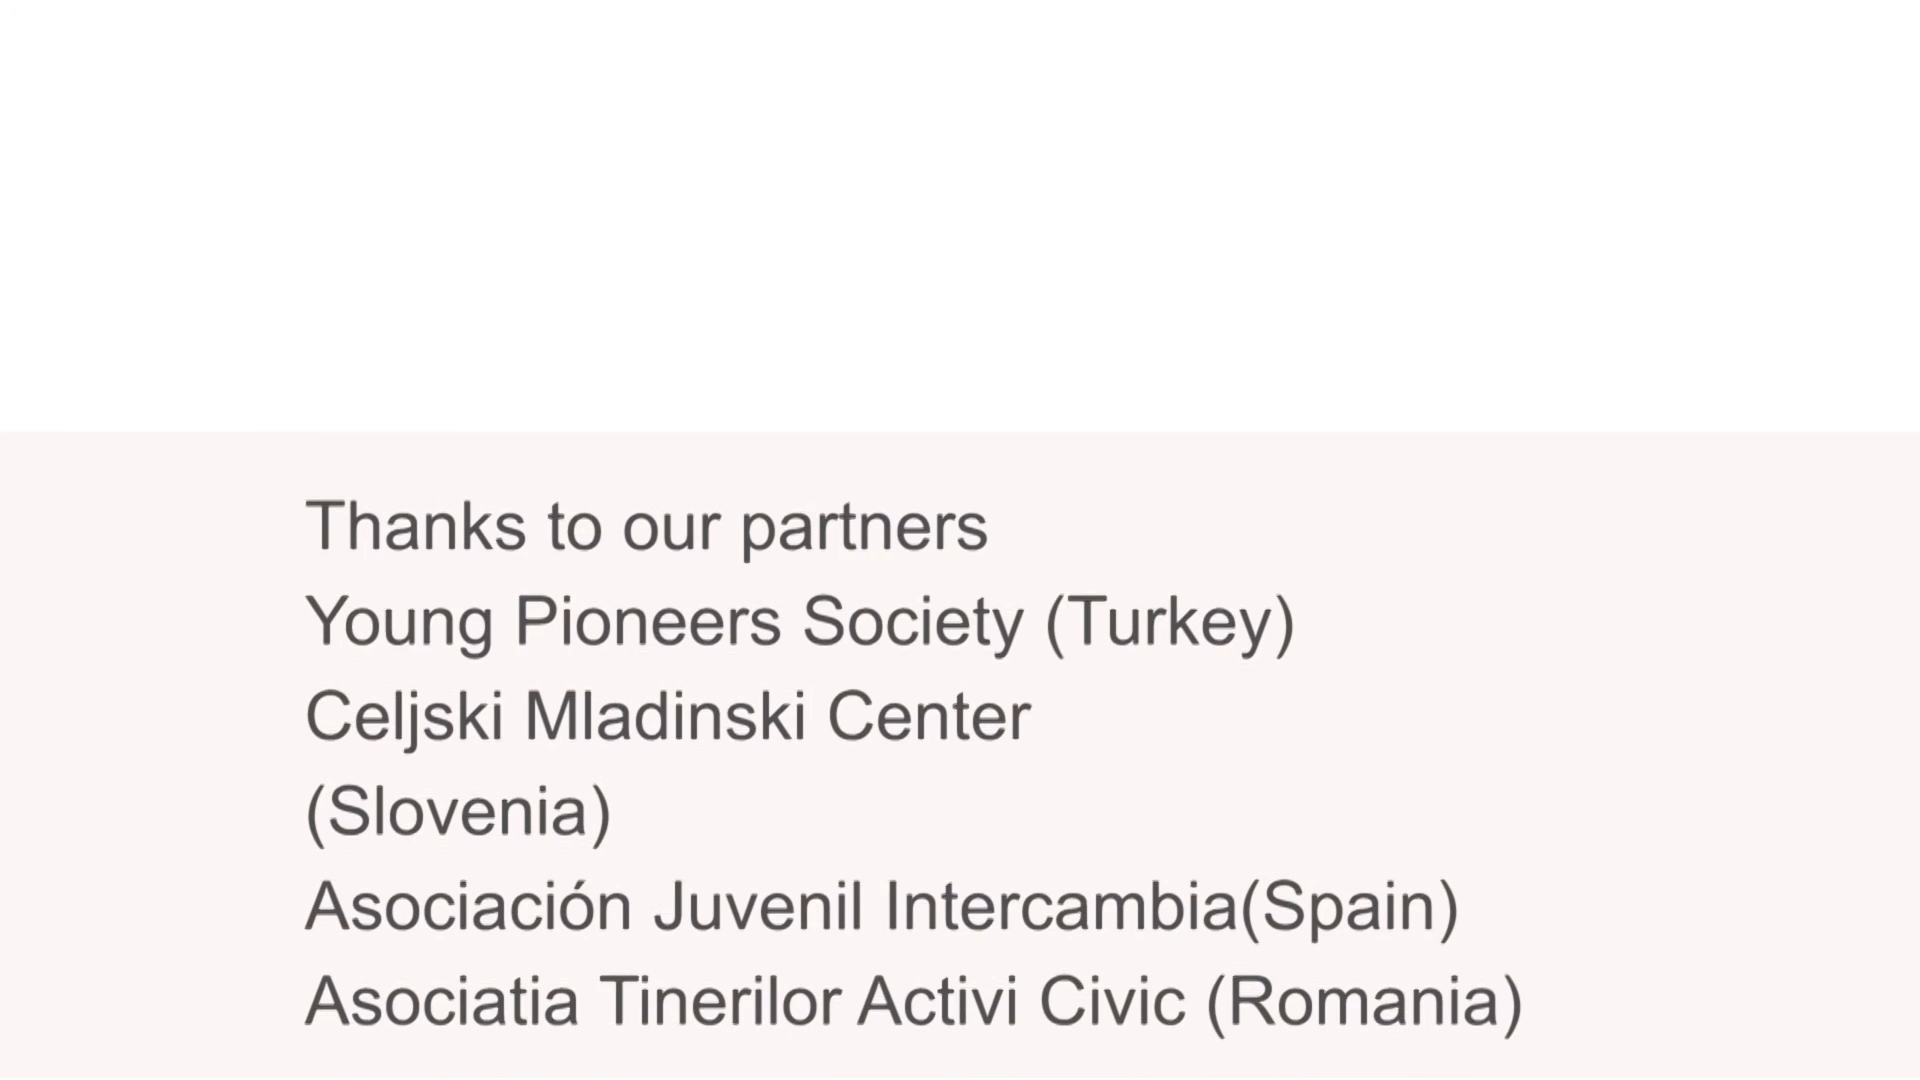 Thanks to our partners
Young Pioneers Society (Turkey)
Celjski Mladinski Center
(Slovenia)
Asociación Juvenil Intercambia(Spain)
Asociatia Tinerilor Activi Civic (Romania)